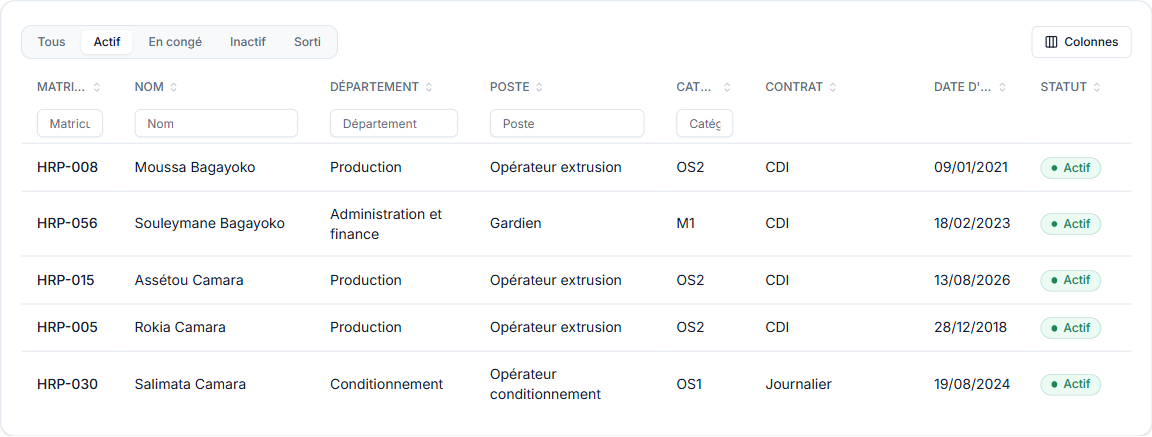 Tous Actif En congé Inactif Sorti Colonnes
MATRI... NOM DÉPARTEMENT POSTE CAT... CONTRAT DATE D'... STATUT
Matricu Nom Département Poste Catég
HRP-008 Moussa Bagayoko Production Opérateur extrusion OS2 CDI 09/01/2021 Actif
HRP-056 Souleymane Bagayoko Administration et finance Gardien M1 CDI 18/02/2023 Actif
HRP-015 Assétou Camara Production Opérateur extrusion OS2 CDI 13/08/2026 Actif
HRP-005 Rokia Camara Production Opérateur extrusion OS2 CDI 28/12/2018 Actif
HRP-030 Salimata Camara Conditionnement Opérateur conditionnement OS1 Journalier 19/08/2024 Actif